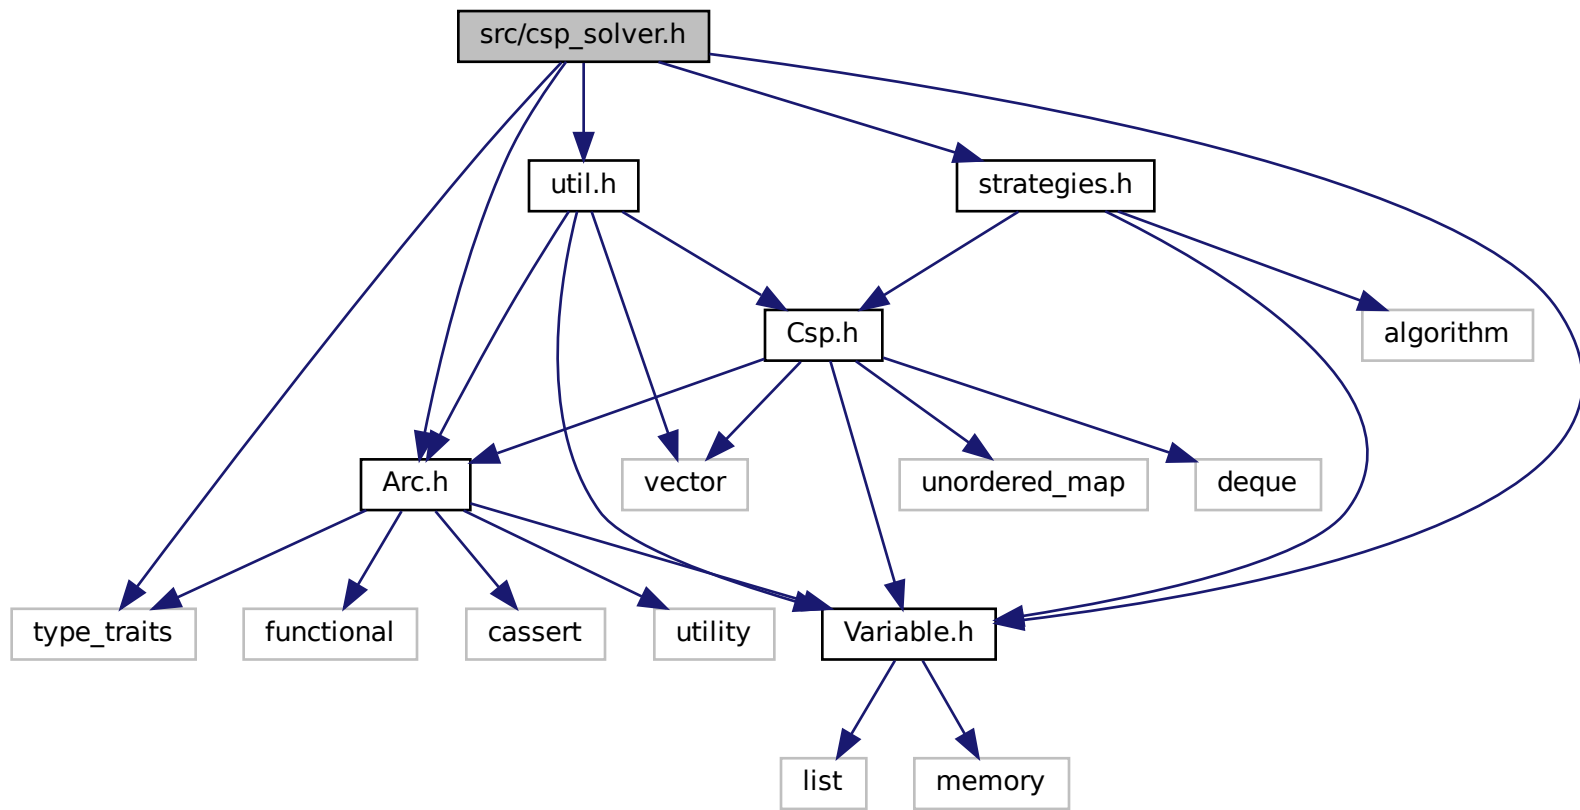 src/csp_solver.h
util.h
strategies.h
Csp.h
algorithm
Arc.h
vector
unordered_map
deque
type_traits
functional
cassert
utility
Variable.h
list
memory